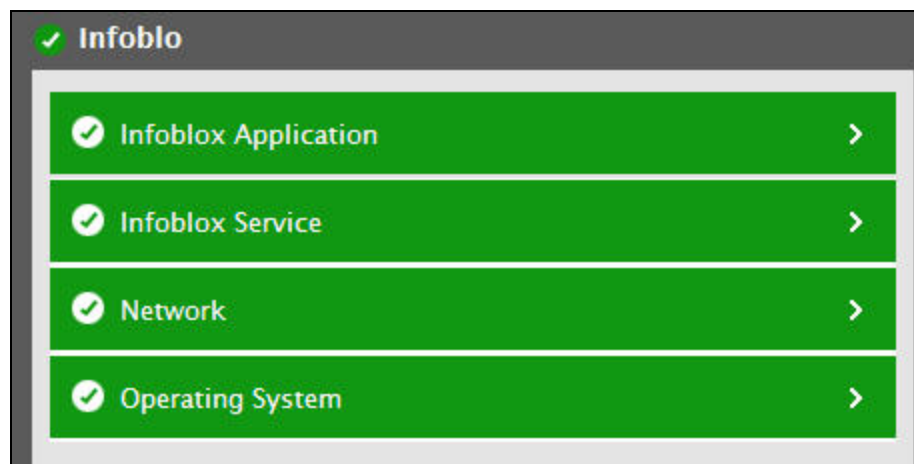 Infoblo
Infoblox Application
Infoblox Service
Network
Operating System